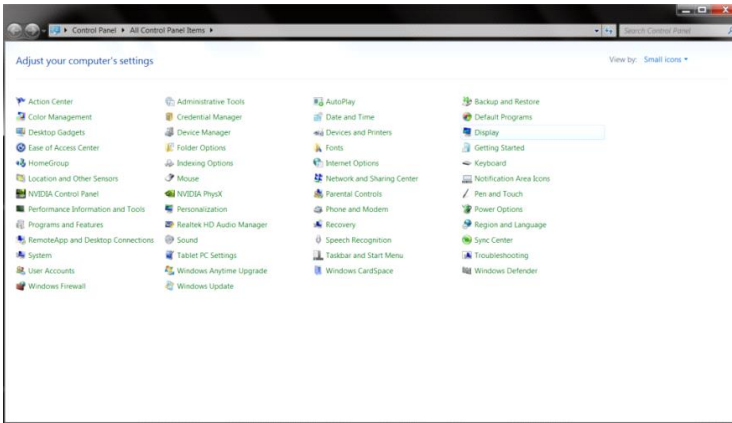 Control Panel ▸ All Control Panel Items ▸
Search Control Panel
Adjust your computer's settings
View by: Small icons
Action Center
Administrative Tools
AutoPlay
Backup and Restore
Color Management
Credential Manager
Date and Time
Default Programs
Desktop Gadgets
Device Manager
Devices and Printers
Display
Ease of Access Center
Folder Options
Fonts
Getting Started
HomeGroup
Indexing Options
Internet Options
Keyboard
Location and Other Sensors
Mouse
Network and Sharing Center
Notification Area Icons
NVIDIA Control Panel
NVIDIA PhysX
Parental Controls
Pen and Touch
Performance Information and Tools
Personalization
Phone and Modem
Power Options
Programs and Features
Realtek HD Audio Manager
Recovery
Region and Language
RemoteApp and Desktop Connections
Sound
Speech Recognition
Sync Center
System
Tablet PC Settings
Taskbar and Start Menu
Troubleshooting
User Accounts
Windows Anytime Upgrade
Windows CardSpace
Windows Defender
Windows Firewall
Windows Update